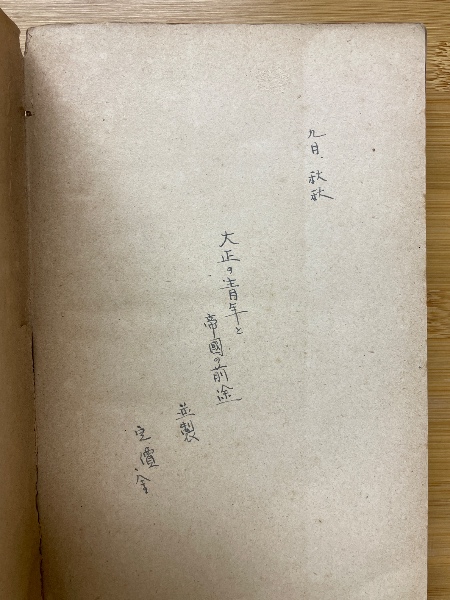 九月、秋秋
大正の青年と
帝國の前途
並製
定價金